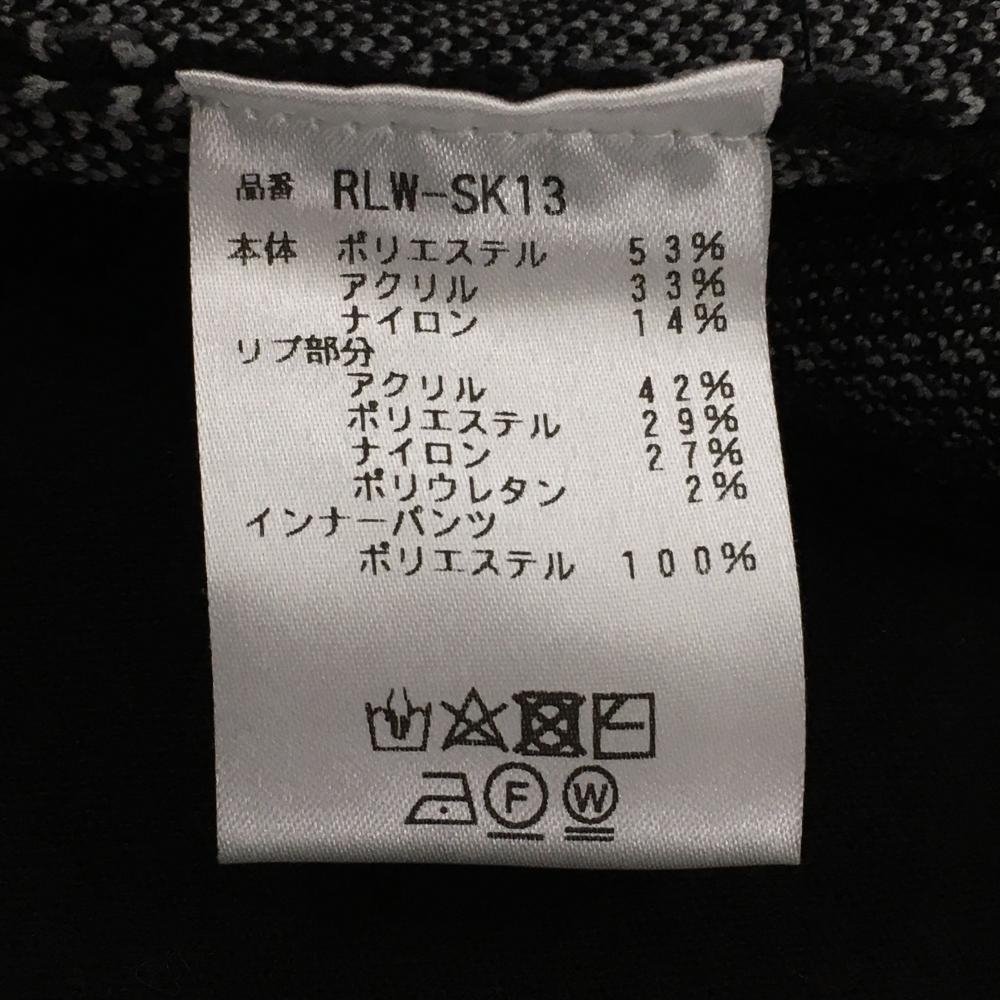 品番 RLW-SK13
本体 ポリエステル 53%
アクリル 33%
ナイロン 14%
リブ部分
アクリル 42%
ポリエステル 29%
ナイロン 27%
ポリウレタン 2%
インナーパンツ
ポリエステル 100%
F W